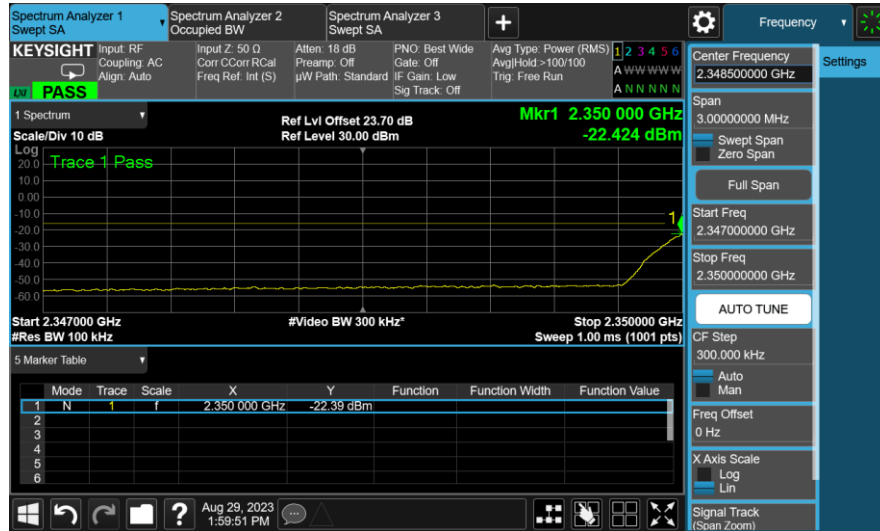 Spectrum Analyzer 1
Swept SA
Spectrum Analyzer 2
Occupied BW
Spectrum Analyzer 3
Swept SA
Frequency
KEYSIGHT
Input: RF
Coupling: AC
Align: Auto
Input Z: 50 Ω
Corr CCorr RCal
Freq Ref: Int (S)
Atten: 18 dB
Preamp: Off
µW Path: Standard
PNO: Best Wide
Gate: Off
IF Gain: Low
Sig Track: Off
Avg Type: Power (RMS)
Avg|Hold:>100/100
Trig: Free Run
1 2 3 4 5 6
A W W W W W
A N N N N N
LXI
PASS
1 Spectrum
Scale/Div 10 dB
Ref Lvl Offset 23.70 dB
Ref Level 30.00 dBm
Mkr1 2.350 000 GHz
-22.424 dBm
Log
Trace 1 Pass
20.0
10.0
0.00
-10.0
-20.0
-30.0
-40.0
-50.0
-60.0
1
Start 2.347000 GHz
#Res BW 100 kHz
#Video BW 300 kHz*
Stop 2.350000 GHz
Sweep 1.00 ms (1001 pts)
5 Marker Table
Mode Trace Scale X Y Function Function Width Function Value
1 N 1 f 2.350 000 GHz -22.39 dBm
2
3
4
5
6
Aug 29, 2023
1:59:51 PM
?
Settings
Center Frequency
2.348500000 GHz
Span
3.00000000 MHz
Swept Span
Zero Span
Full Span
Start Freq
2.347000000 GHz
Stop Freq
2.350000000 GHz
AUTO TUNE
CF Step
300.000 kHz
Auto
Man
Freq Offset
0 Hz
X Axis Scale
Log
Lin
Signal Track
(Span Zoom)